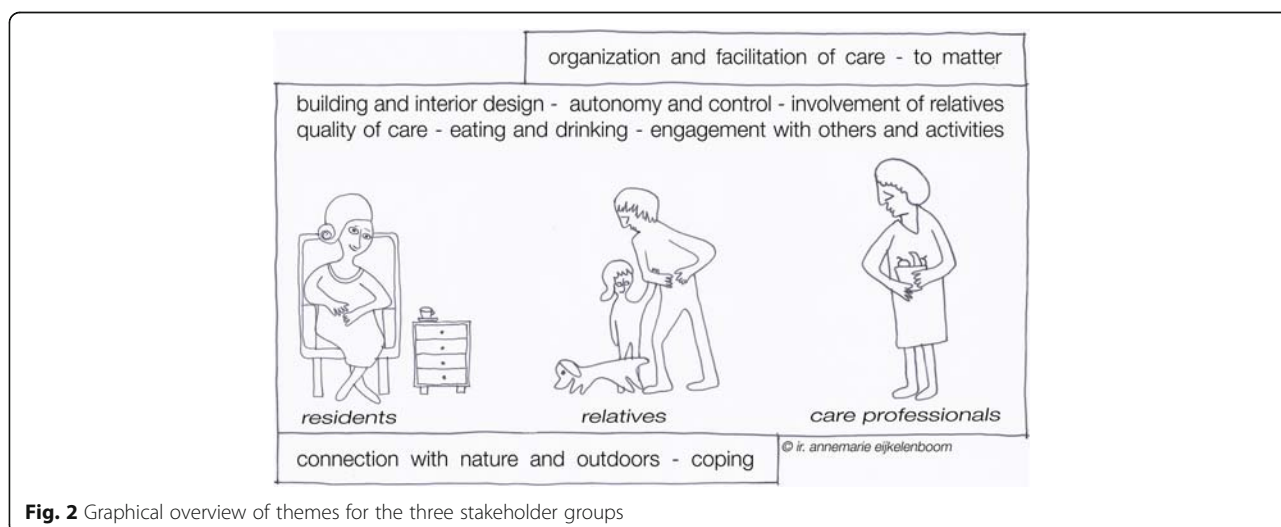 organization and facilitation of care - to matter
building and interior design - autonomy and control - involvement of relatives
quality of care - eating and drinking - engagement with others and activities
residents
relatives
care professionals
© ir. annemarie eijkelenboom
connection with nature and outdoors - coping
Fig. 2 Graphical overview of themes for the three stakeholder groups